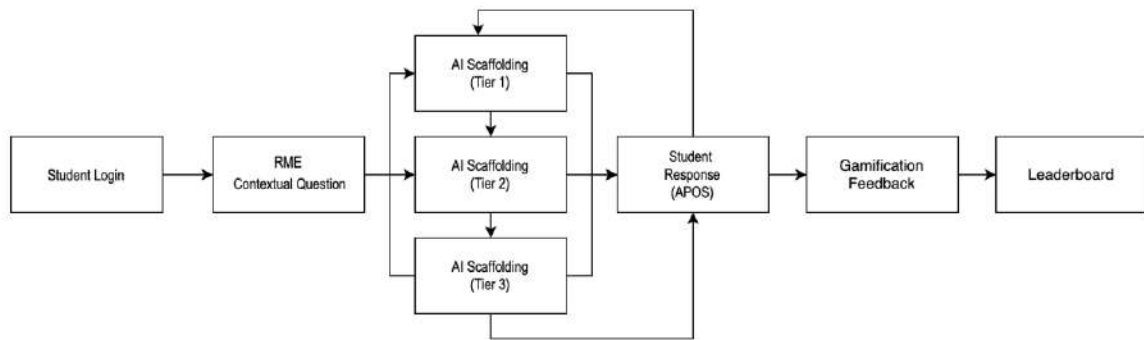 Student Login
RME
Contextual Question
AI Scaffolding
(Tier 1)
AI Scaffolding
(Tier 2)
AI Scaffolding
(Tier 3)
Student
Response
(APOS)
Gamification
Feedback
Leaderboard